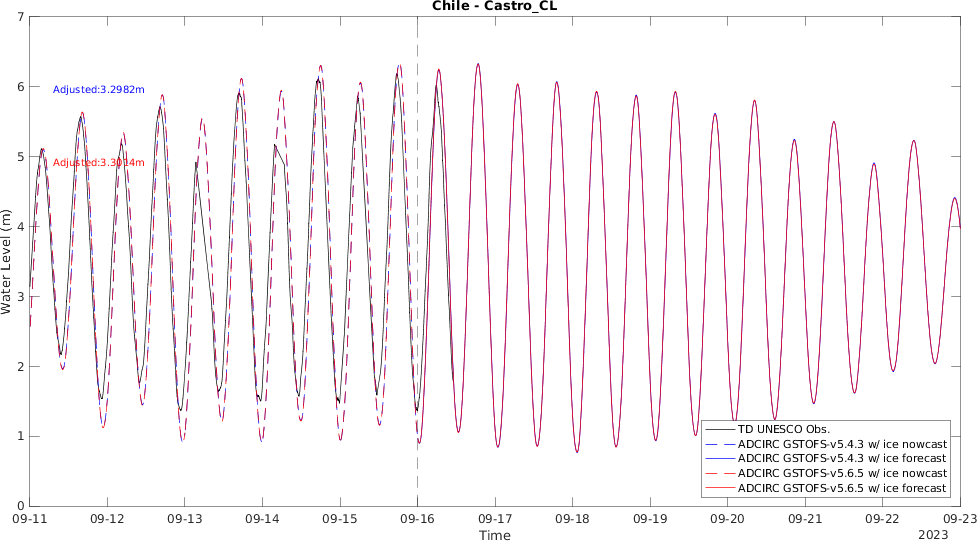 Chile - Castro_CL
7
6
5
4
3
2
1
0
Water Level (m)
Adjusted:3.2982m
Adjusted:3.3014m
TD UNESCO Obs.
ADCIRC GSTOFS-v5.4.3 w/ ice nowcast
ADCIRC GSTOFS-v5.4.3 w/ ice forecast
ADCIRC GSTOFS-v5.6.5 w/ ice nowcast
ADCIRC GSTOFS-v5.6.5 w/ ice forecast
09-11 09-12 09-13 09-14 09-15 09-16 09-17 09-18 09-19 09-20 09-21 09-22 09-23
Time
2023